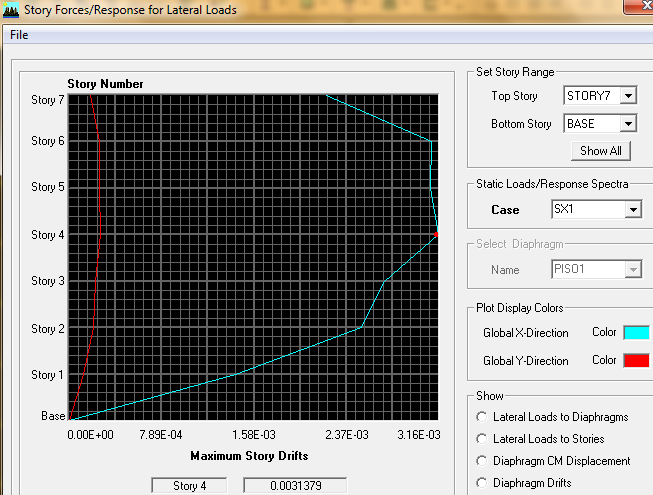 Story Forces/Response for Lateral Loads
File
Story Number
Story 7
Story 6
Story 5
Story 4
Story 3
Story 2
Story 1
Base
0.00E+00 7.89E-04 1.58E-03 2.37E-03 3.16E-03
Maximum Story Drifts
Story 4 0.0031379
Set Story Range
Top Story STORY7
Bottom Story BASE
Show All
Static Loads/Response Spectra
Case SX1
Select Diaphragm
Name PISO1
Plot Display Colors
Global X-Direction Color
Global Y-Direction Color
Show
Lateral Loads to Diaphragms
Lateral Loads to Stories
Diaphragm CM Displacement
Diaphragm Drifts